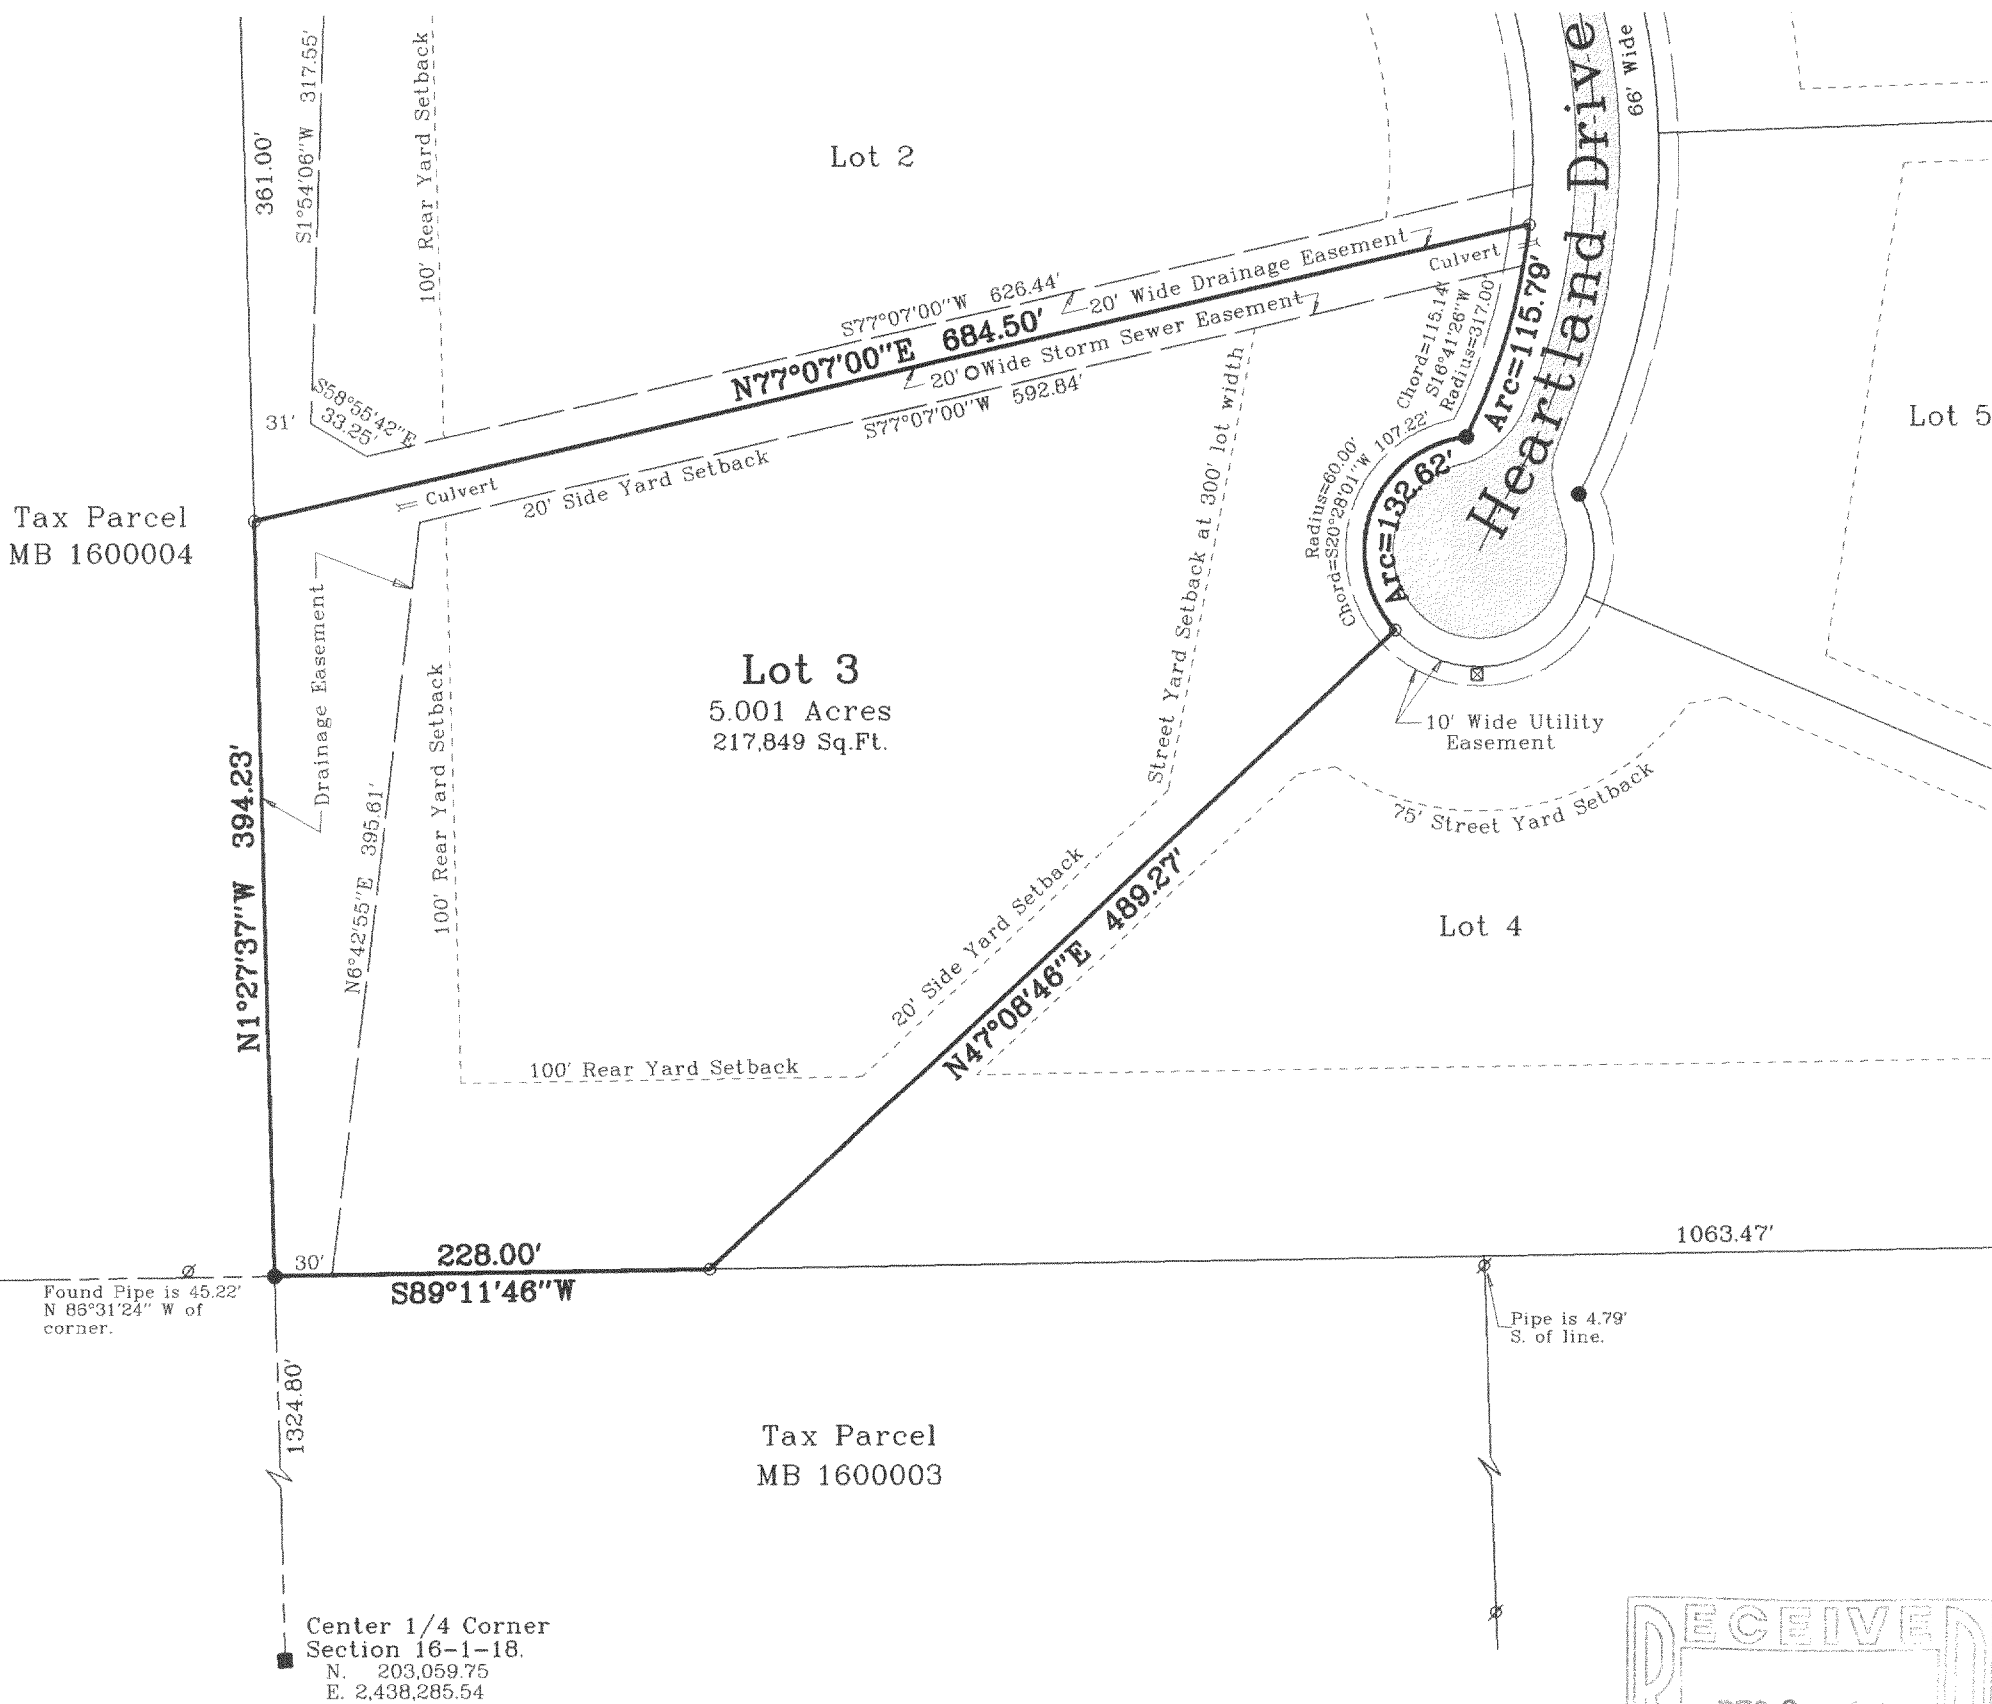 361.00'
S1°54'06"W 317.55'
100' Rear Yard Setback
Lot 2
Heartland Drive
66' Wide
Lot 5
S77°07'00"W 626.44'
N77°07'00"E 684.50'
20' Wide Drainage Easement
20' Wide Storm Sewer Easement
S77°07'00"W 592.84'
Culvert
Chord=115.14'
S16°41'26"W
Radius=317.00'
Arc=115.79'
S58°55'42"E
33.25'
31'
Culvert
20' Side Yard Setback
Tax Parcel
MB 1600004
Drainage Easement
Street Yard Setback at 300' lot width
Radius=60.00'
Chord=S20°28'01"W 107.22'
Arc=132.62'
Lot 3
5.001 Acres
217,849 Sq.Ft.
N1°27'37"W 394.23'
N6°42'55"E 395.61'
100' Rear Yard Setback
10' Wide Utility
Easement
75' Street Yard Setback
20' Side Yard Setback
N47°08'46"E 489.27'
Lot 4
100' Rear Yard Setback
30'
228.00'
S89°11'46"W
1063.47'
Found Pipe is 45.22'
N 86°31'24" W of
corner.
Pipe is 4.79'
S. of line.
1324.80'
Tax Parcel
MB 1600003
Center 1/4 Corner
Section 16-1-18.
N. 203,059.75
E. 2,438,285.54
RECEIVED